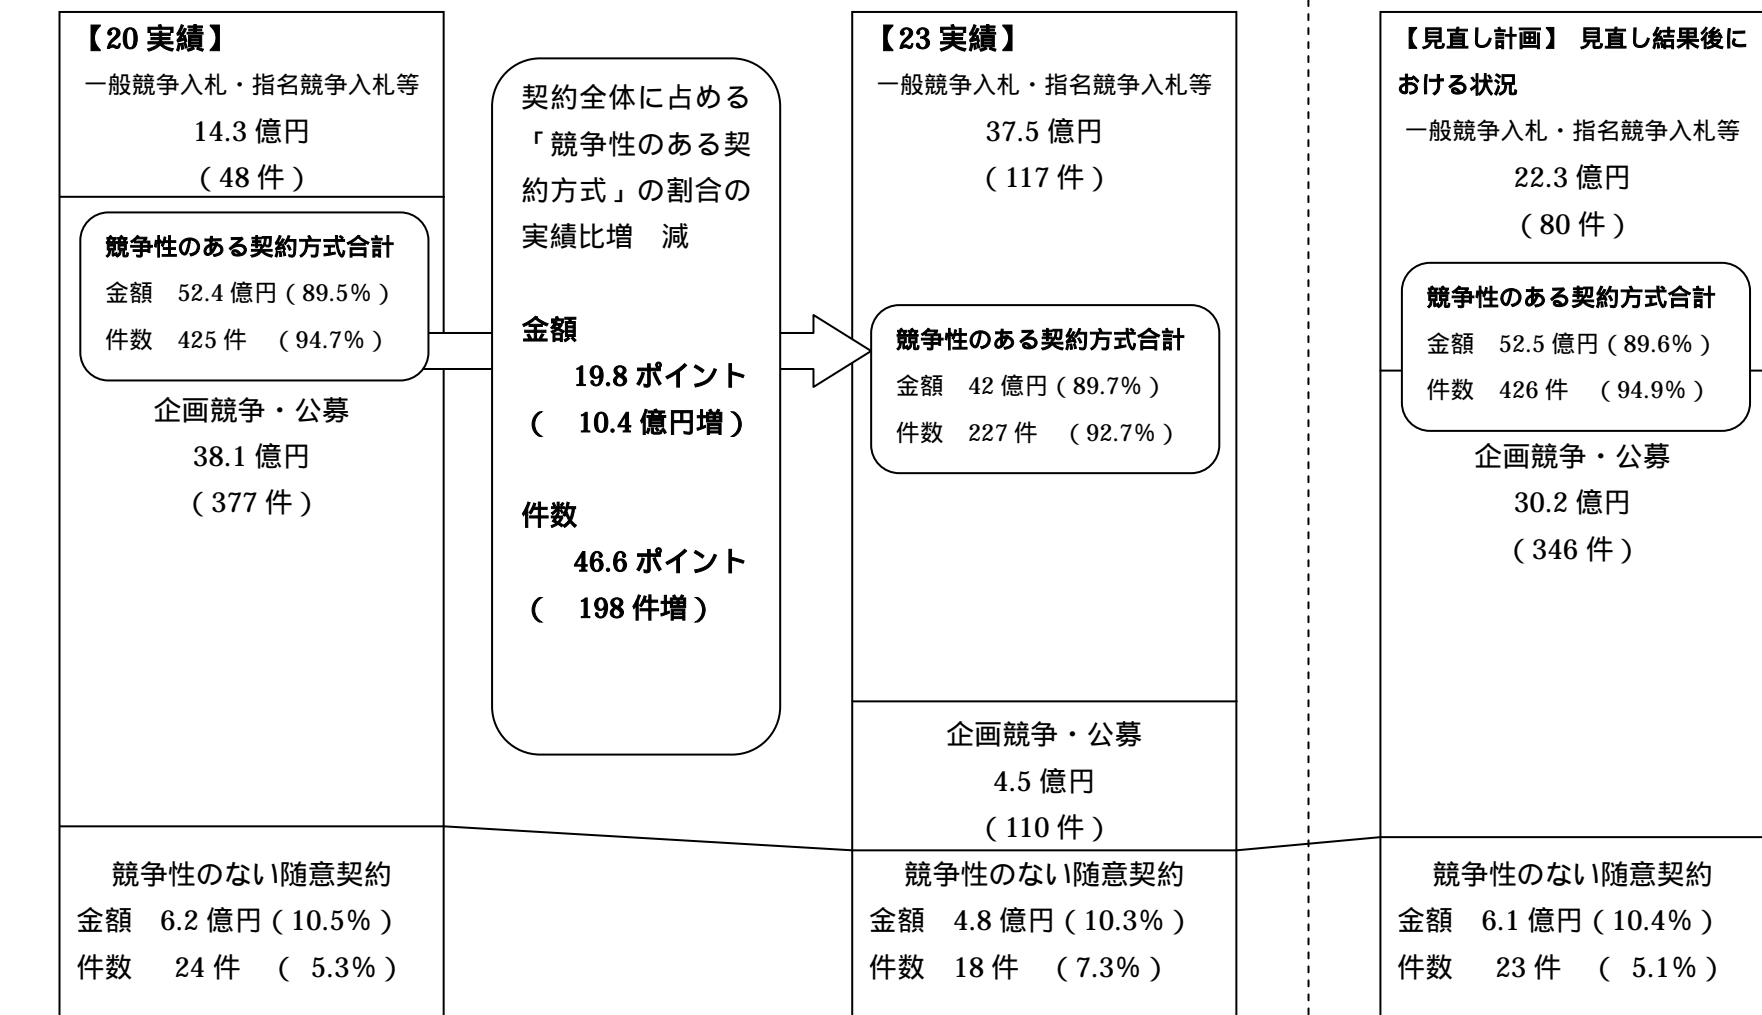 【20 実績】
一般競争入札・指名競争入札等
14.3 億円
（48 件）
競争性のある契約方式合計
金額　52.4 億円（89.5%）
件数　425 件　（94.7%）
企画競争・公募
38.1 億円
（377 件）
競争性のない随意契約
金額　6.2 億円（10.5%）
件数　 24 件　（ 5.3%）
契約全体に占める
「競争性のある契
約方式」の割合の
実績比増　減
金額
19.8 ポイント
（　10.4 億円増）
件数
46.6 ポイント
（　198 件増）
【23 実績】
一般競争入札・指名競争入札等
37.5 億円
（117 件）
競争性のある契約方式合計
金額　42 億円（89.7%）
件数　227 件　（92.7%）
企画競争・公募
4.5 億円
（110 件）
競争性のない随意契約
金額　4.8 億円（10.3%）
件数　18 件　（7.3%）
【見直し計画】 見直し結果後に
おける状況
一般競争入札・指名競争入札等
22.3 億円
（80 件）
競争性のある契約方式合計
金額　52.5 億円（89.6%）
件数　426 件　（94.9%）
企画競争・公募
30.2 億円
（346 件）
競争性のない随意契約
金額　6.1 億円（10.4%）
件数　 23 件　（ 5.1%）